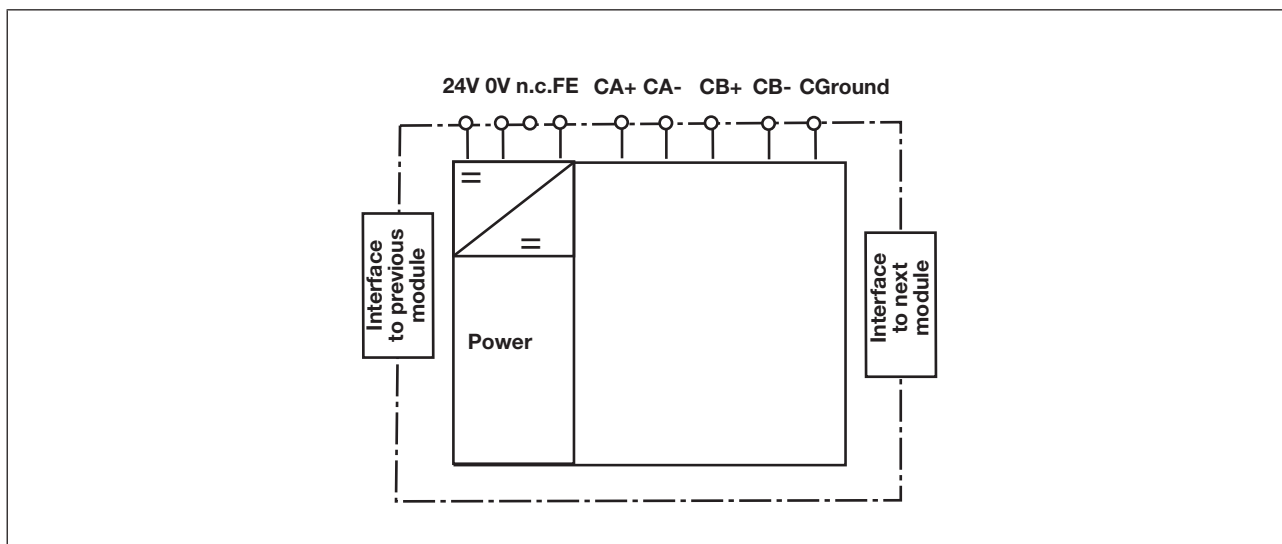 24V 0V n.c.FE CA+ CA- CB+ CB- CGround
=
=
Interface
to previous
module
Power
Interface
to next
module